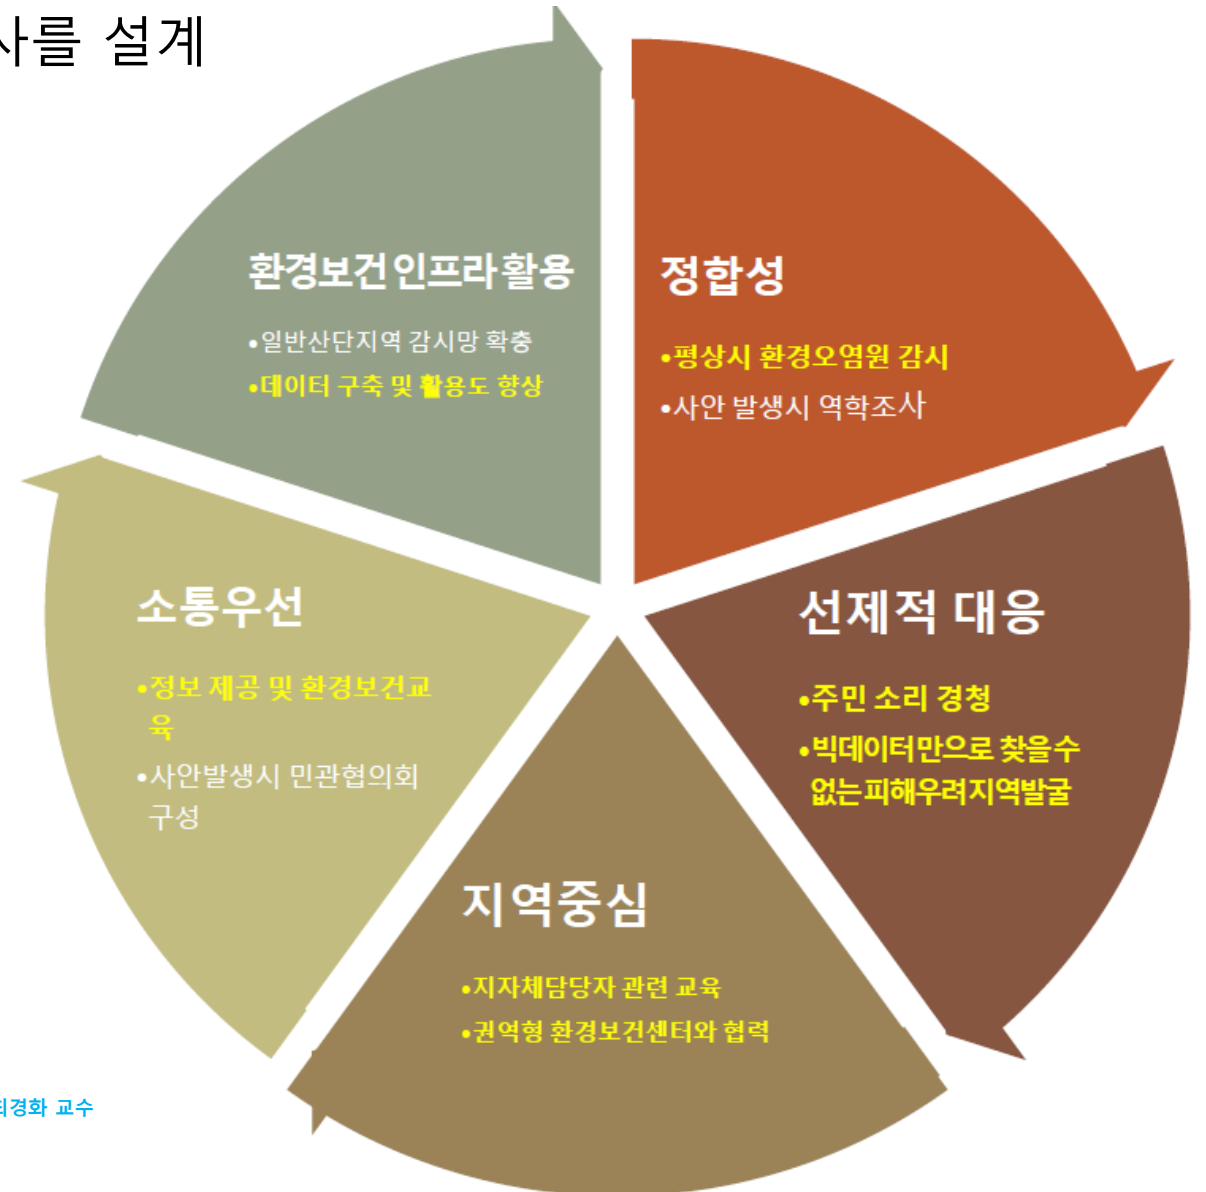 사를 설계
환경보건 인프라 활용
•일반산단지역 감시망 확충
•데이터 구축 및 활용도 향상
정합성
•평상시 환경오염원 감시
•사안 발생시 역학조사
선제적 대응
•주민 소리 경청
•빅데이터만으로 찾을수
없는피해우려지역발굴
지역중심
•지자체담당자 관련 교육
•권역형 환경보건센터와 협력
소통우선
•정보 제공 및 환경보건교
육
•사안발생시 민관협의회
구성
최경화 교수